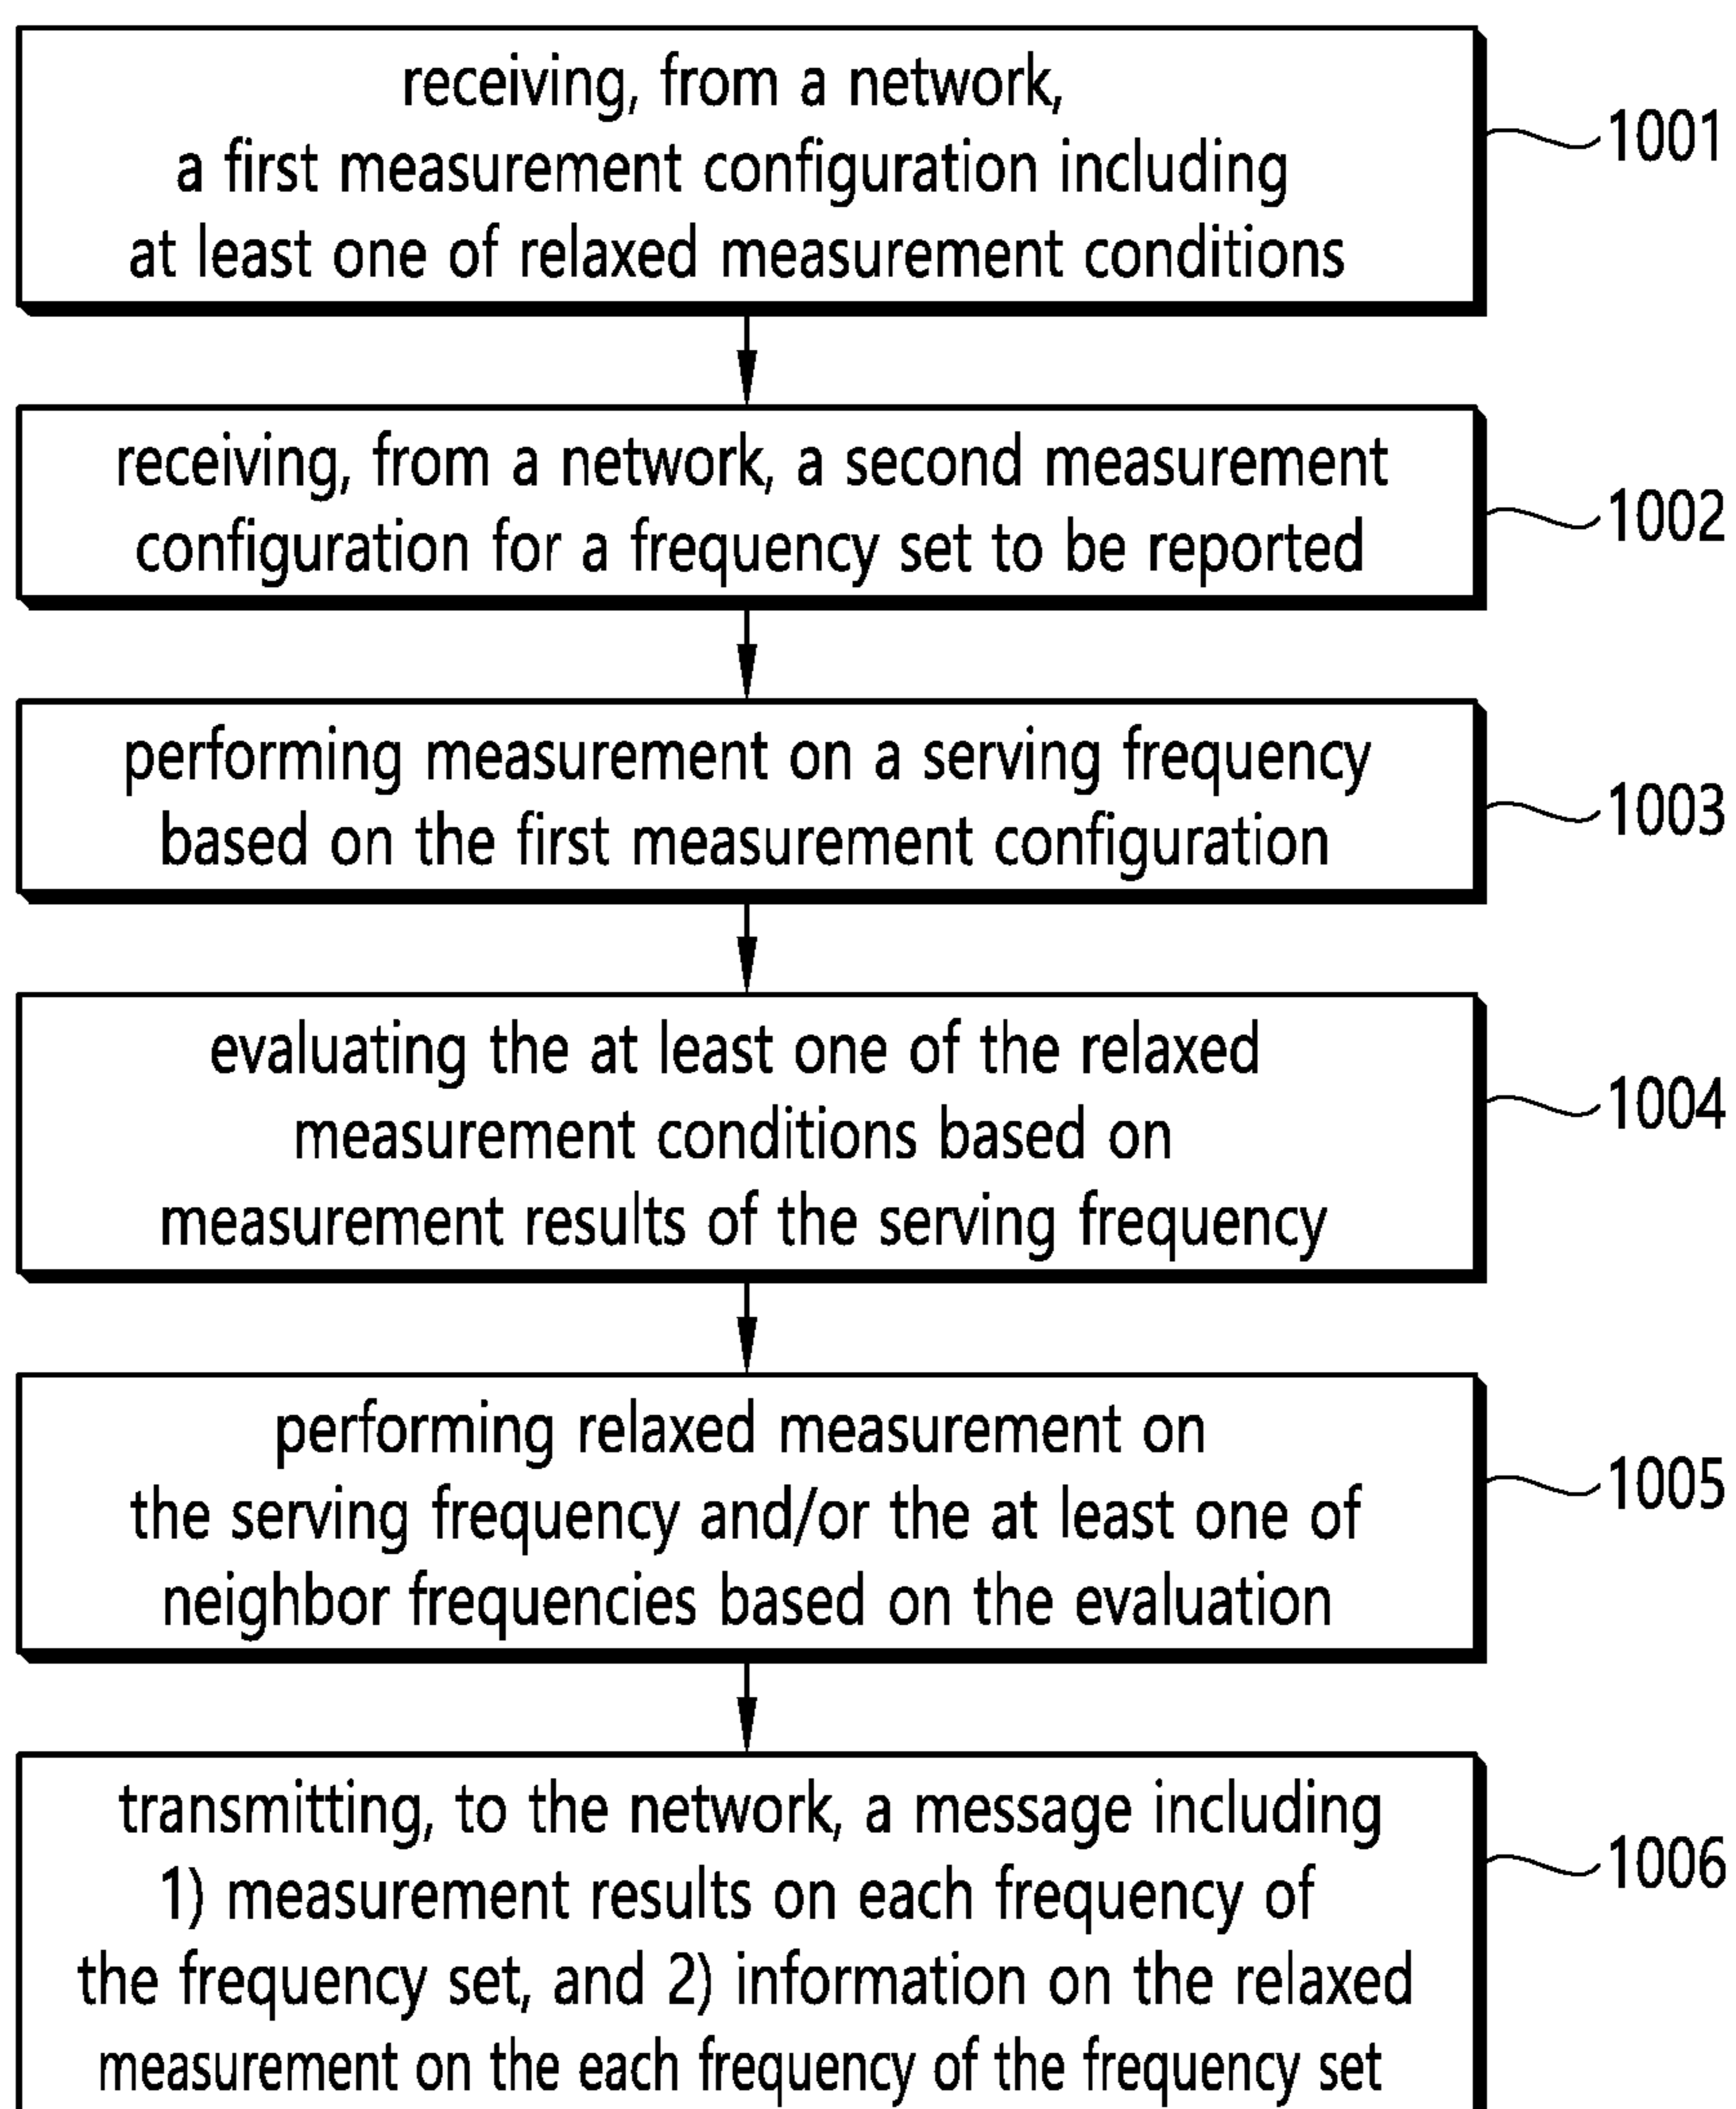 receiving, from a network,
a first measurement configuration including
at least one of relaxed measurement conditions
1001
receiving, from a network, a second measurement
configuration for a frequency set to be reported
1002
performing measurement on a serving frequency
based on the first measurement configuration
1003
evaluating the at least one of the relaxed
measurement conditions based on
measurement results of the serving frequency
1004
performing relaxed measurement on
the serving frequency and/or the at least one of
neighbor frequencies based on the evaluation
1005
transmitting, to the network, a message including
1) measurement results on each frequency of
the frequency set, and 2) information on the relaxed
measurement on the each frequency of the frequency set
1006